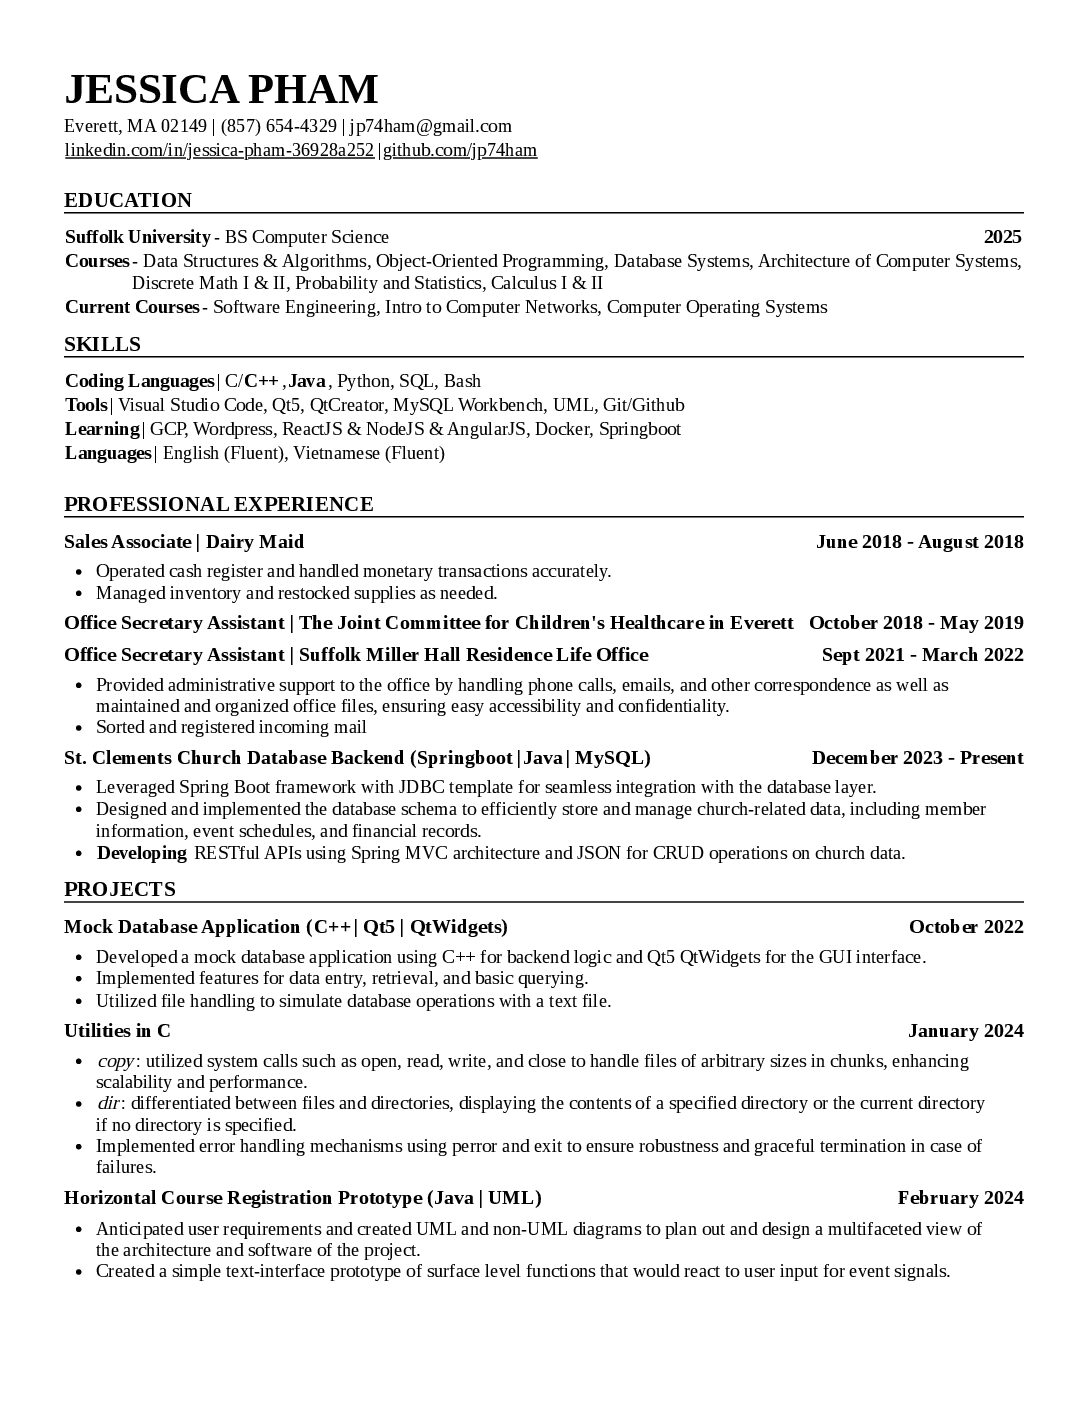 JESSICA PHAM
Everett, MA 02149 | (857) 654-4329 | jp74ham@gmail.com
linkedin.com/in/jessica-pham-36928a252 | github.com/jp74ham
EDUCATION
Suffolk University - BS Computer Science 2025
Courses - Data Structures & Algorithms, Object-Oriented Programming, Database Systems, Architecture of Computer Systems,
Discrete Math I & II, Probability and Statistics, Calculus I & II
Current Courses - Software Engineering, Intro to Computer Networks, Computer Operating Systems
SKILLS
Coding Languages | C/C++ , Java , Python, SQL, Bash
Tools | Visual Studio Code, Qt5, QtCreator, MySQL Workbench, UML, Git/Github
Learning | GCP, Wordpress, ReactJS & NodeJS & AngularJS, Docker, Springboot
Languages | English (Fluent), Vietnamese (Fluent)
PROFESSIONAL EXPERIENCE
Sales Associate | Dairy Maid June 2018 - August 2018
• Operated cash register and handled monetary transactions accurately.
• Managed inventory and restocked supplies as needed.
Office Secretary Assistant | The Joint Committee for Children's Healthcare in Everett October 2018 - May 2019
Office Secretary Assistant | Suffolk Miller Hall Residence Life Office Sept 2021 - March 2022
• Provided administrative support to the office by handling phone calls, emails, and other correspondence as well as
maintained and organized office files, ensuring easy accessibility and confidentiality.
• Sorted and registered incoming mail
St. Clements Church Database Backend (Springboot | Java | MySQL) December 2023 - Present
• Leveraged Spring Boot framework with JDBC template for seamless integration with the database layer.
• Designed and implemented the database schema to efficiently store and manage church-related data, including member
information, event schedules, and financial records.
• Developing RESTful APIs using Spring MVC architecture and JSON for CRUD operations on church data.
PROJECTS
Mock Database Application (C++ | Qt5 | QtWidgets) October 2022
• Developed a mock database application using C++ for backend logic and Qt5 QtWidgets for the GUI interface.
• Implemented features for data entry, retrieval, and basic querying.
• Utilized file handling to simulate database operations with a text file.
Utilities in C January 2024
• copy: utilized system calls such as open, read, write, and close to handle files of arbitrary sizes in chunks, enhancing
scalability and performance.
• dir: differentiated between files and directories, displaying the contents of a specified directory or the current directory
if no directory is specified.
• Implemented error handling mechanisms using perror and exit to ensure robustness and graceful termination in case of
failures.
Horizontal Course Registration Prototype (Java | UML) February 2024
• Anticipated user requirements and created UML and non-UML diagrams to plan out and design a multifaceted view of
the architecture and software of the project.
• Created a simple text-interface prototype of surface level functions that would react to user input for event signals.